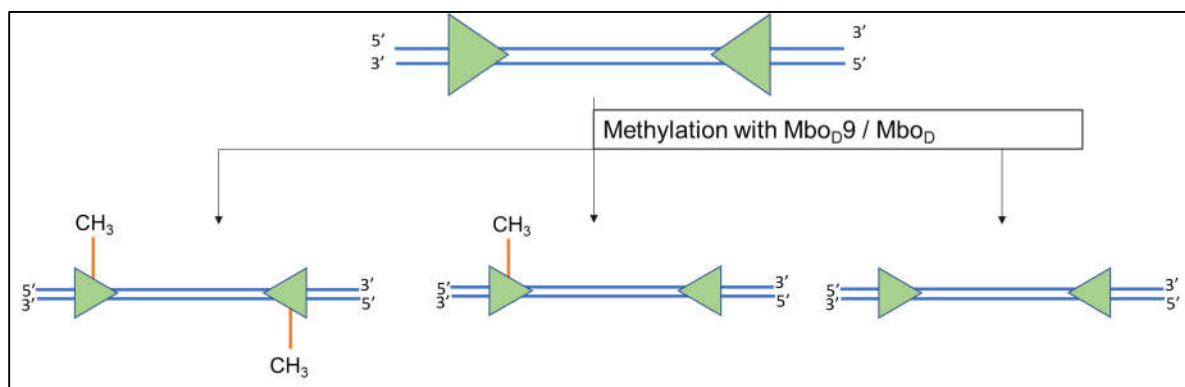 5' 3'
3' 5'
Methylation with MboD9 / MboD
CH3 CH3
5' 3' 5' 3' 5' 3'
3' 5' 3' 5' 3' 5'
CH3